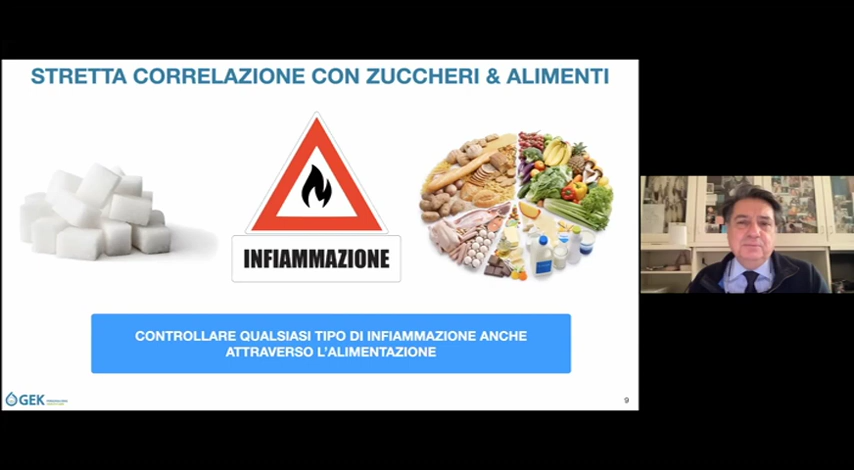 STRETTA CORRELAZIONE CON ZUCCHERI & ALIMENTI
INFIAMMAZIONE
CONTROLLARE QUALSIASI TIPO DI INFIAMMAZIONE ANCHE
ATTRAVERSO L'ALIMENTAZIONE
GEK
9